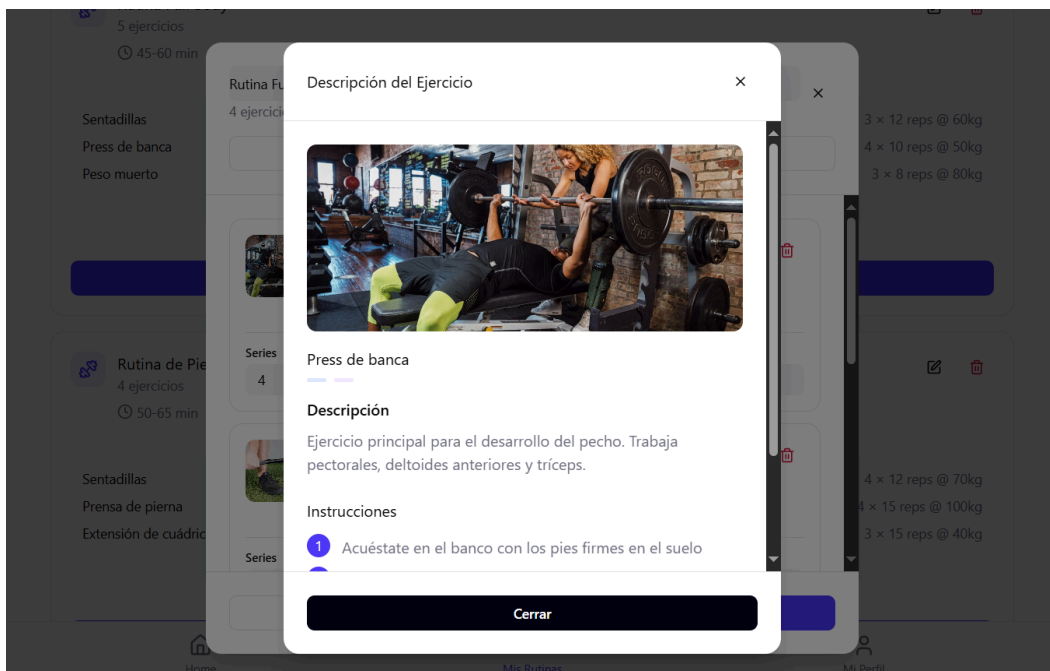 5 ejercicios
45-60 min
Sentadillas
Press de banca
Peso muerto
3 × 12 reps @ 60kg
4 × 10 reps @ 50kg
3 × 8 reps @ 80kg
Rutina Fu
4 ejercici
Descripción del Ejercicio
Press de banca
Descripción
Ejercicio principal para el desarrollo del pecho. Trabaja
pectorales, deltoides anteriores y tríceps.
Instrucciones
1 Acuéstate en el banco con los pies firmes en el suelo
Cerrar
Series
4
Series
Rutina de Pie
4 ejercicios
50-65 min
Sentadillas
Prensa de pierna
Extensión de cuádric
4 × 12 reps @ 70kg
4 × 15 reps @ 100kg
3 × 15 reps @ 40kg
Home
Mis Rutinas
Mi Perfil